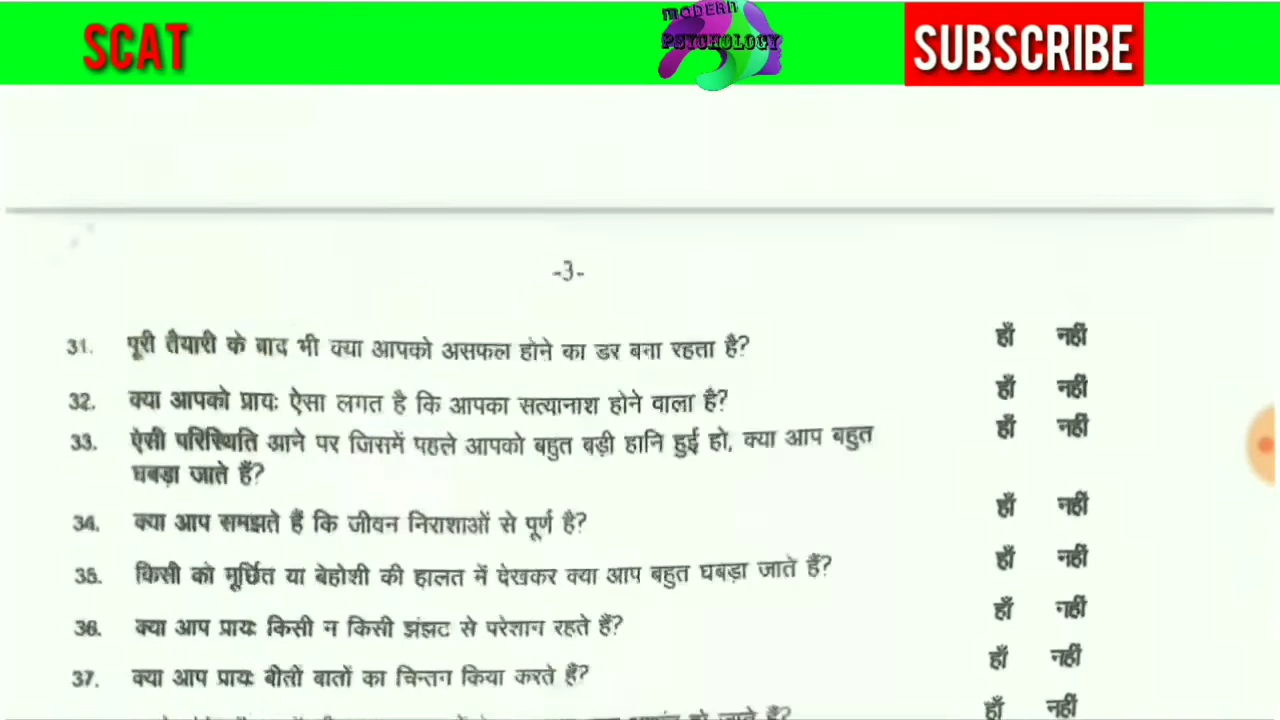 SCAT
MODERN
PSYCHOLOGY
SUBSCRIBE
-3-
31. पूरी तैयारी के बाद भी क्या आपको असफल होने का डर बना रहता है? हाँ नहीं
32. क्या आपको प्रायः ऐसा लगत है कि आपका सत्यानाश होने वाला है? हाँ नहीं
33. ऐसी परिस्थिति आने पर जिसमें पहले आपको बहुत बड़ी हानि हुई हो, क्या आप बहुत हाँ नहीं
घबड़ा जाते हैं?
34. क्या आप समझते हैं कि जीवन निराशाओं से पूर्ण है? हाँ नहीं
35. किसी को मूर्छित या बेहोशी की हालत में देखकर क्या आप बहुत घबड़ा जाते हैं? हाँ नहीं
36. क्या आप प्रायः किसी न किसी झंझट से परेशान रहते हैं? हाँ नहीं
37. क्या आप प्रायः बीती बातों का चिन्तन किया करते हैं? हाँ नहीं
हो जाते हैं? हाँ नहीं